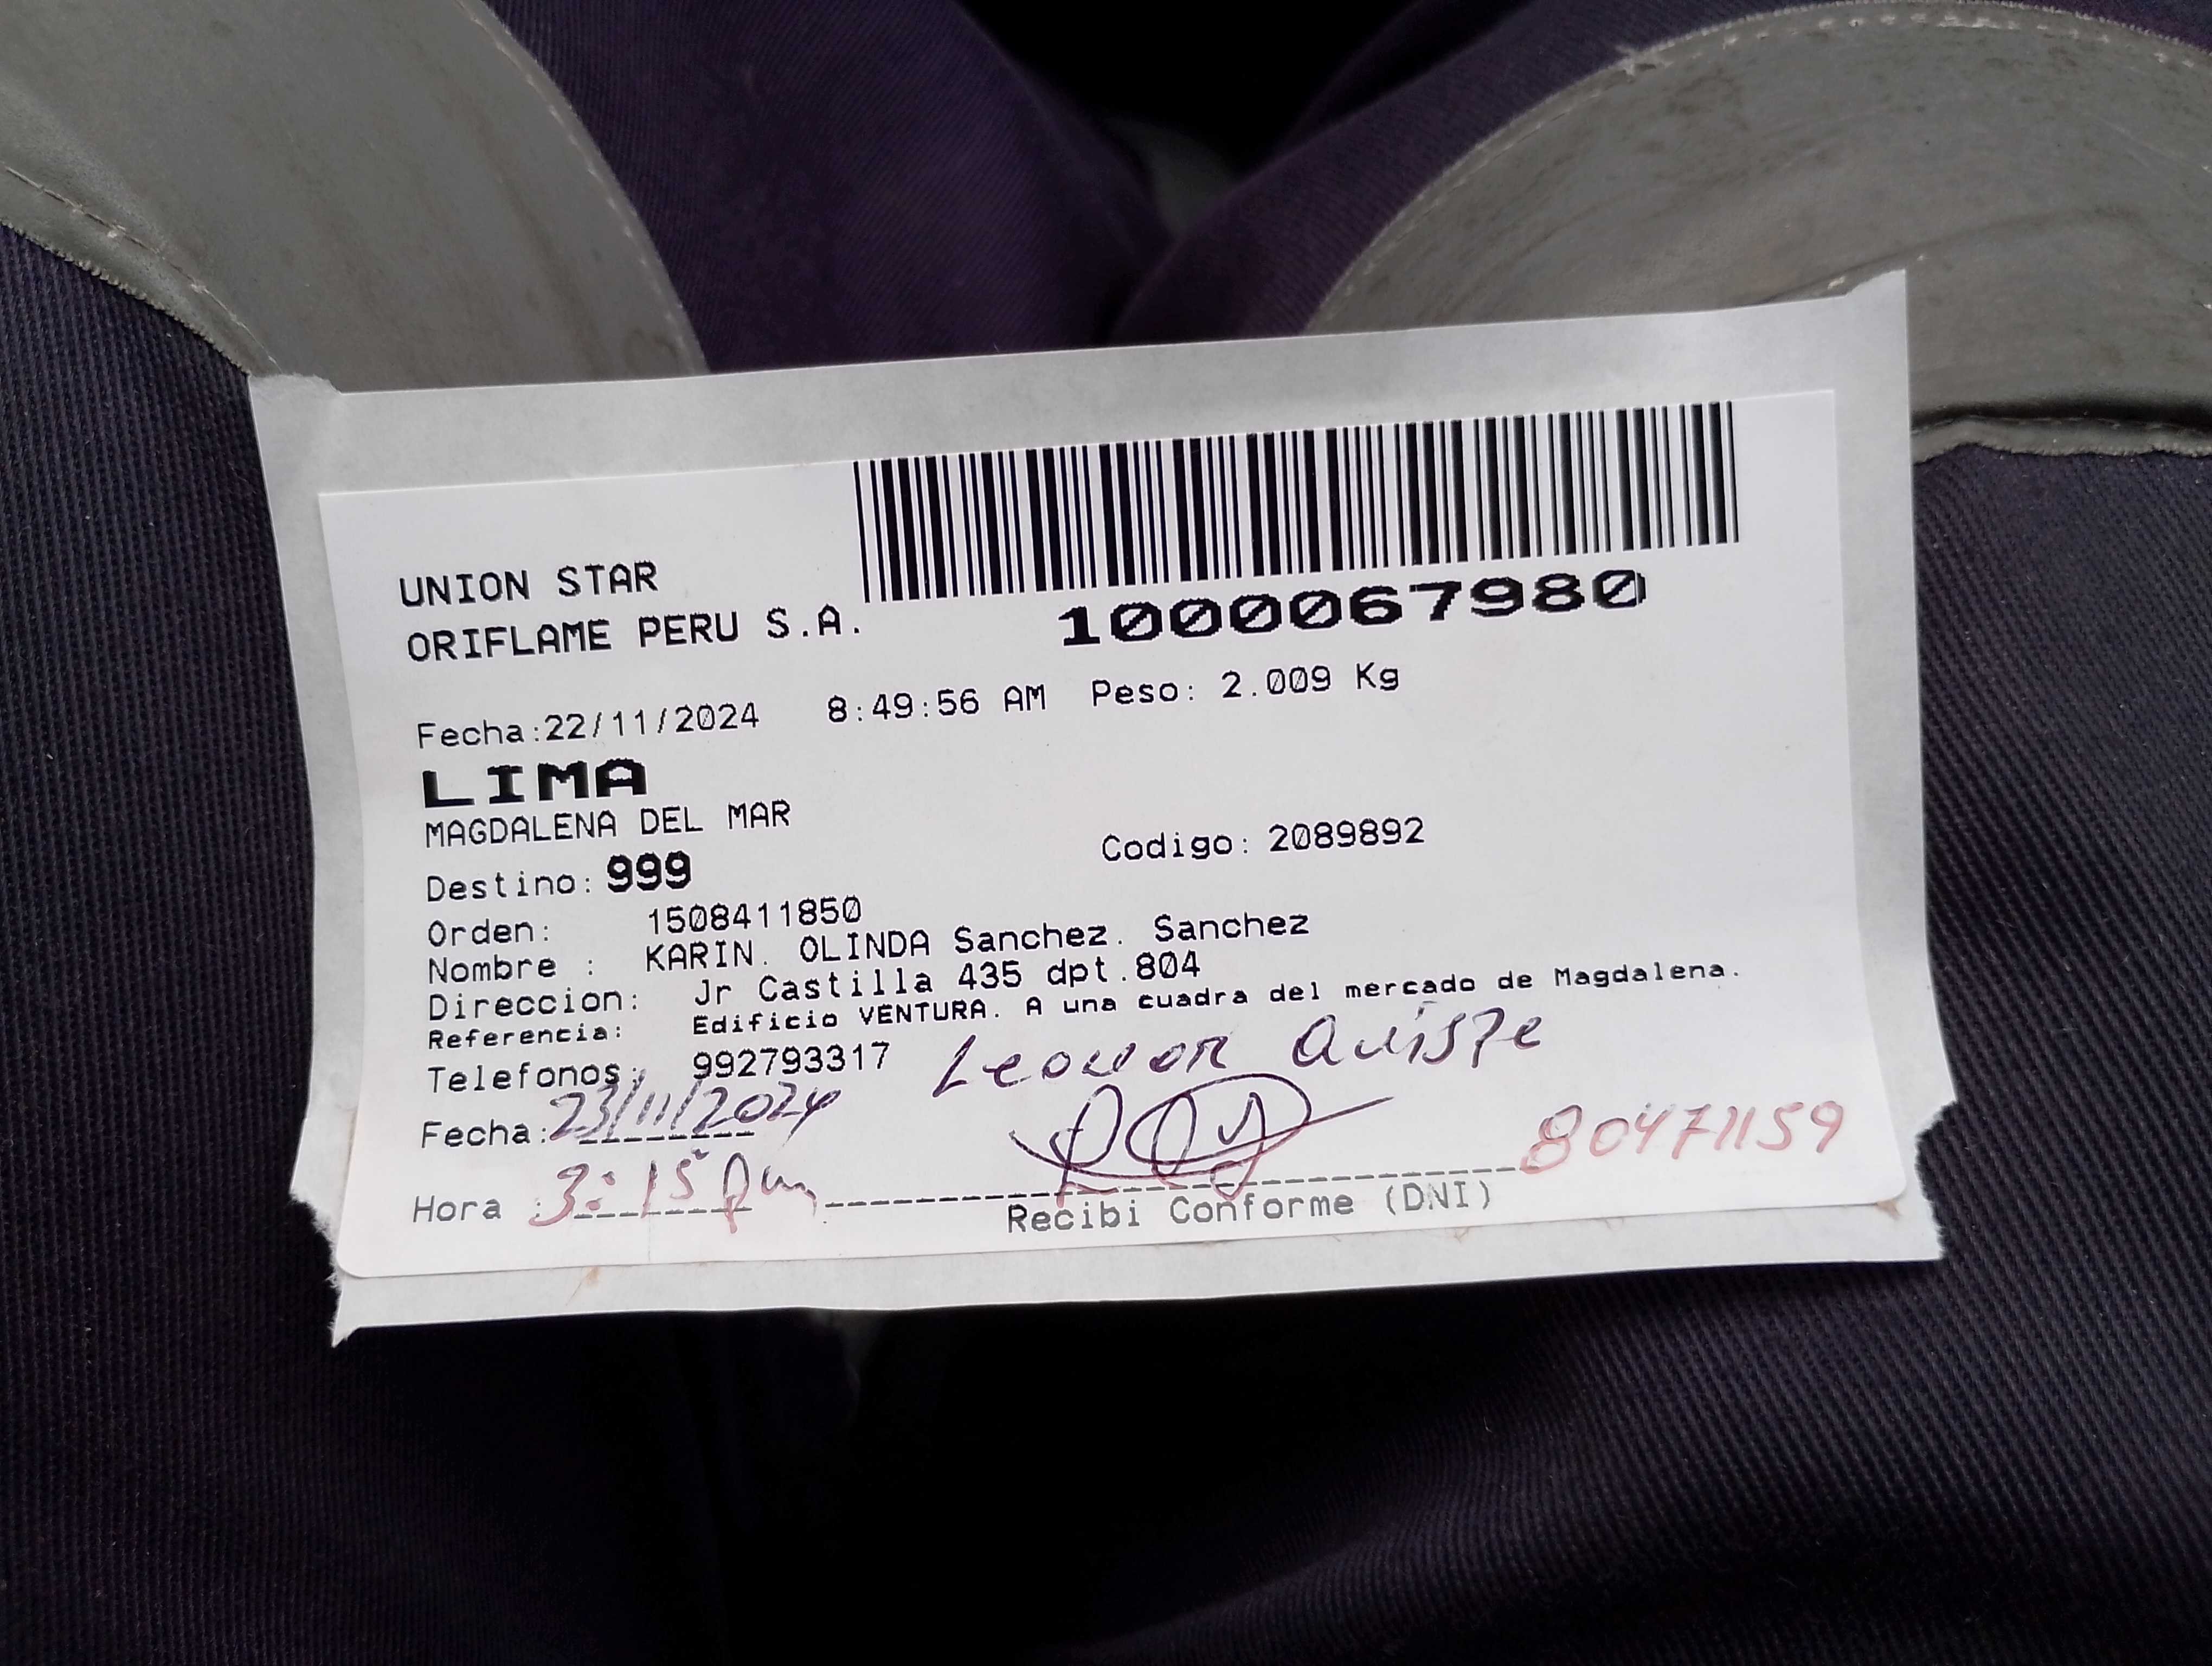 UNION STAR
ORIFLAME PERU S.A.
1000067980
Fecha:22/11/2024 8:49:56 AM Peso: 2.009 Kg
LIMA
MAGDALENA DEL MAR
Destino: 999 Codigo: 2089892
Orden: 1508411850
Nombre : KARIN. OLINDA Sanchez. Sanchez
Direccion: Jr Castilla 435 dpt.804
Referencia: Edificio VENTURA. A una cuadra del mercado de Magdalena.
Telefonos: 992793317 Leonor Quispe
Fecha: 23/11/2024
80471159
Hora : 3:15 pm
Recibi Conforme (DNI)